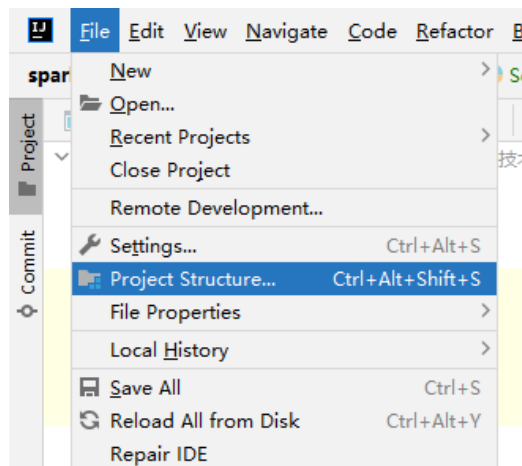 IJ File Edit View Navigate Code Refactor
spar
New
Open...
Recent Projects
Close Project
技
Remote Development...
Settings... Ctrl+Alt+S
Project Structure... Ctrl+Alt+Shift+S
File Properties
Local History
Save All Ctrl+S
Reload All from Disk Ctrl+Alt+Y
Repair IDE
Project
Commit